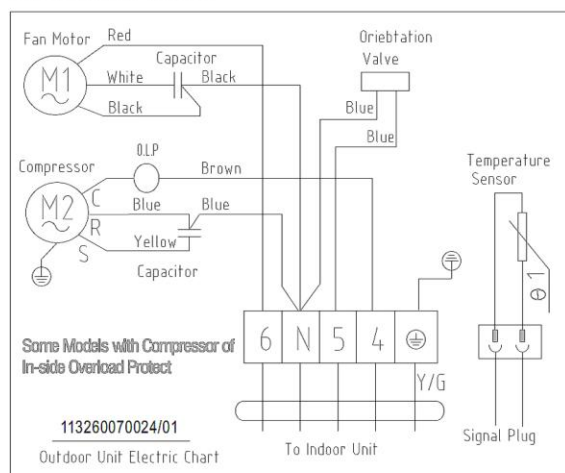 Fan Motor
Red
Capacitor
M1
White
Black
Black
Oriebtation
Valve
Blue
Blue
O.L.P
Compressor
Brown
M2
C
R
S
Blue
Blue
Yellow
Capacitor
Temperature
Sensor
θ1
6 N 5 4
Y/G
Some Models with Compressor of
In-side Overload Protect
113260070024/01
Outdoor Unit Electric Chart
To Indoor Unit
Signal Plug